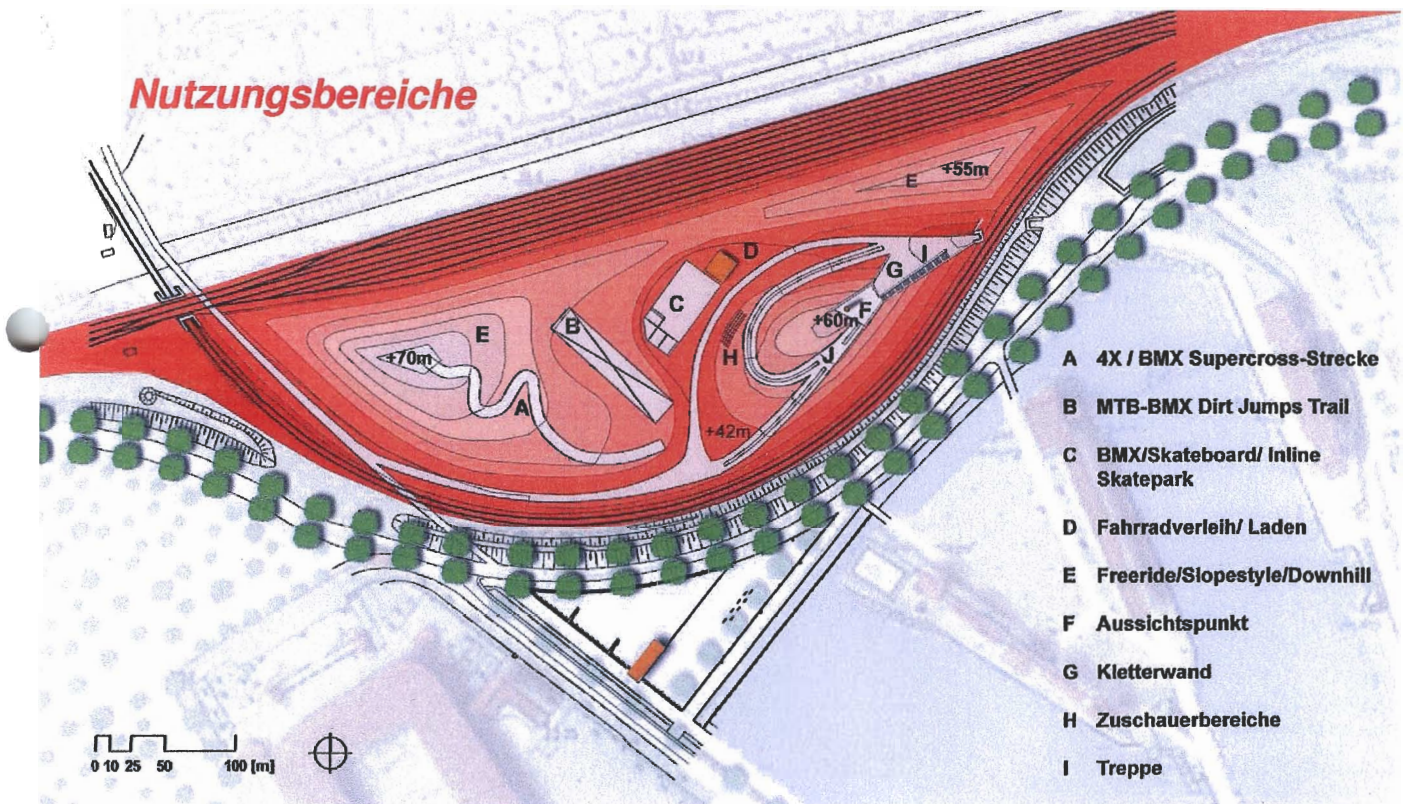 Nutzungsbereiche
+55m
E
D
I
G
C
F
B
+60m
E
H
+70m
J
A
+42m
A 4X / BMX Supercross-Strecke
B MTB-BMX Dirt Jumps Trail
C BMX/Skateboard/ Inline
Skatepark
D Fahrradverleih/ Laden
E Freeride/Slopestyle/Downhill
F Aussichtspunkt
G Kletterwand
H Zuschauerbereiche
I Treppe
0 10 25 50 100 [m]